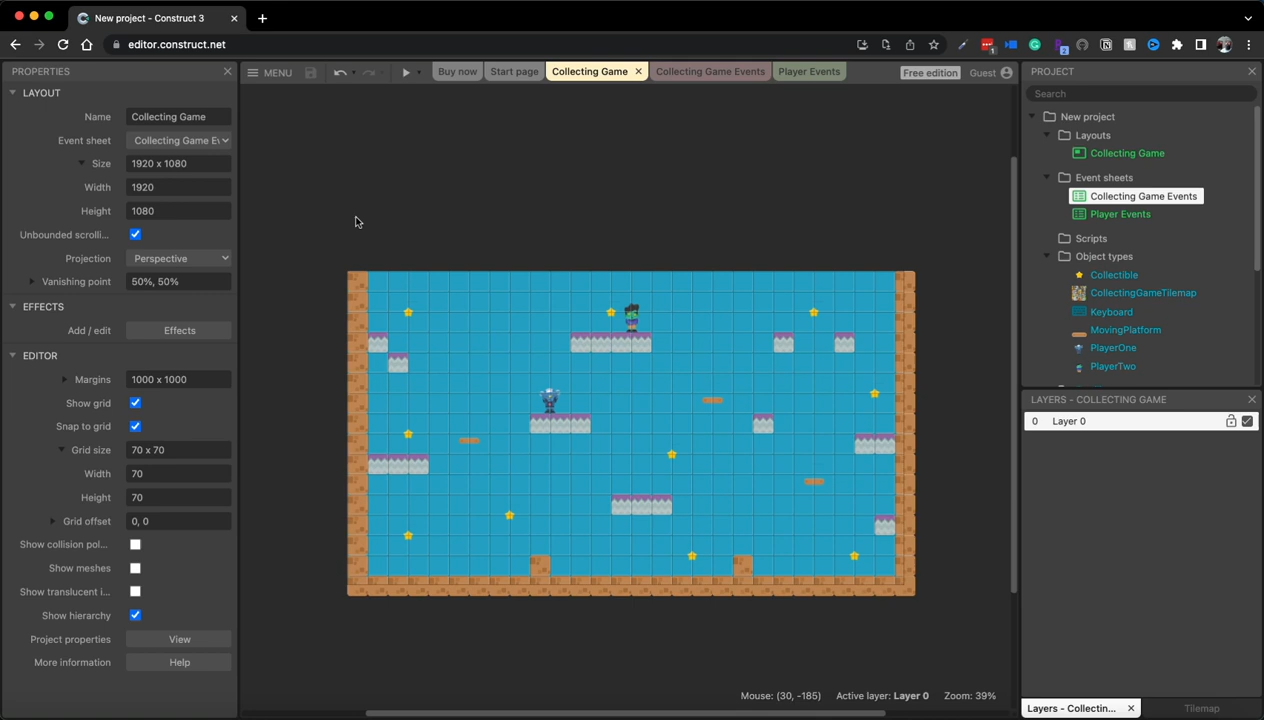 New project - Construct 3
editor.construct.net
1
2
PROPERTIES
LAYOUT
Name Collecting Game
Event sheet Collecting Game Ev
Size 1920 x 1080
Width 1920
Height 1080
Unbounded scrolli...
Projection Perspective
Vanishing point 50%, 50%
EFFECTS
Add / edit Effects
EDITOR
Margins 1000 x 1000
Show grid
Snap to grid
Grid size 70 x 70
Width 70
Height 70
Grid offset 0, 0
Show collision pol...
Show meshes
Show translucent i...
Show hierarchy
Project properties View
More information Help
MENU Buy now Start page Collecting Game Collecting Game Events Player Events Free edition Guest
Mouse: (30, -185) Active layer: Layer 0 Zoom: 39%
PROJECT
Search
New project
Layouts
Collecting Game
Event sheets
Collecting Game Events
Player Events
Scripts
Object types
Collectible
CollectingGameTilemap
Keyboard
MovingPlatform
PlayerOne
PlayerTwo
LAYERS - COLLECTING GAME
0 Layer 0
Layers - Collectin... Tilemap